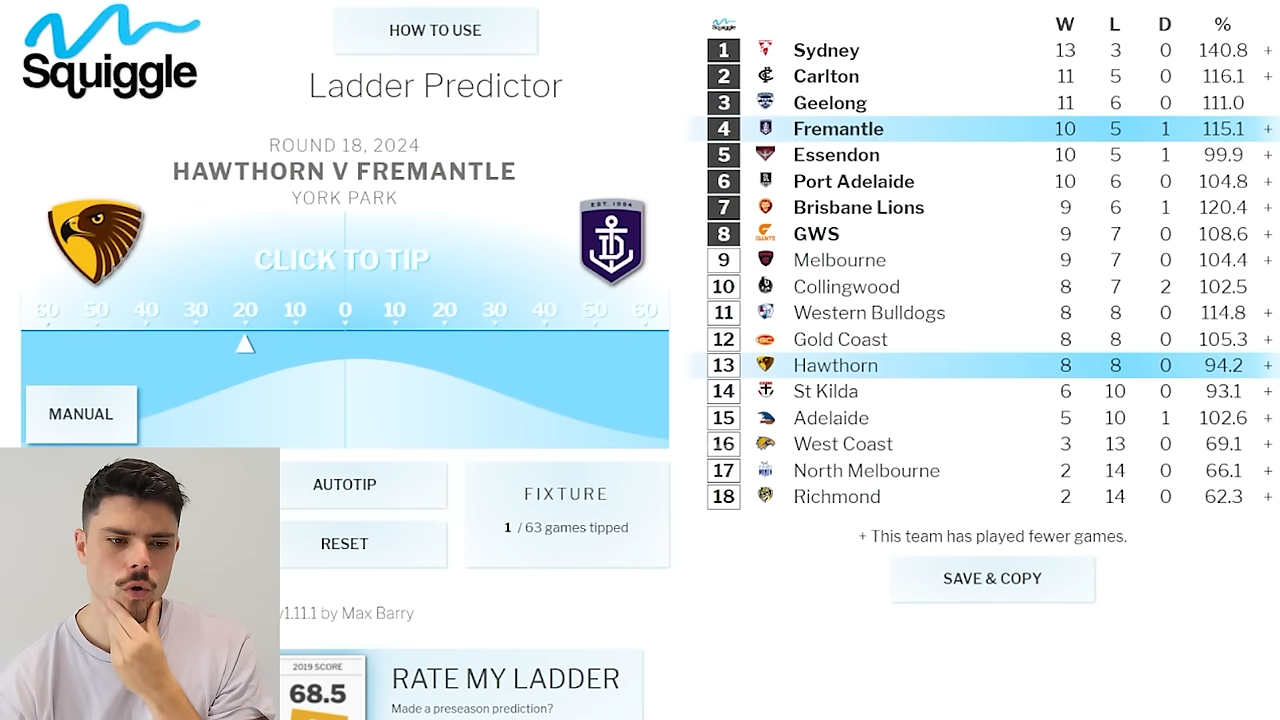 Squiggle
HOW TO USE
Ladder Predictor
ROUND 18, 2024
HAWTHORN V FREMANTLE
YORK PARK
EST. 1994
CLICK TO TIP
60 50 40 30 20 10 0 10 20 30 40 50 60
MANUAL
AUTOTIP
RESET
FIXTURE
1 / 63 games tipped
v1.11.1 by Max Barry
2019 SCORE
68.5
RATE MY LADDER
Made a preseason prediction?
Squiggle W L D %
1 Sydney 13 3 0 140.8 +
2 Carlton 11 5 0 116.1 +
3 Geelong 11 6 0 111.0
4 Fremantle 10 5 1 115.1 +
5 Essendon 10 5 1 99.9 +
6 Port Adelaide 10 6 0 104.8 +
7 Brisbane Lions 9 6 1 120.4 +
8 GWS 9 7 0 108.6 +
9 Melbourne 9 7 0 104.4 +
10 Collingwood 8 7 2 102.5
11 Western Bulldogs 8 8 0 114.8 +
12 Gold Coast 8 8 0 105.3 +
13 Hawthorn 8 8 0 94.2 +
14 St Kilda 6 10 0 93.1 +
15 Adelaide 5 10 1 102.6 +
16 West Coast 3 13 0 69.1 +
17 North Melbourne 2 14 0 66.1 +
18 Richmond 2 14 0 62.3 +
+ This team has played fewer games.
SAVE & COPY